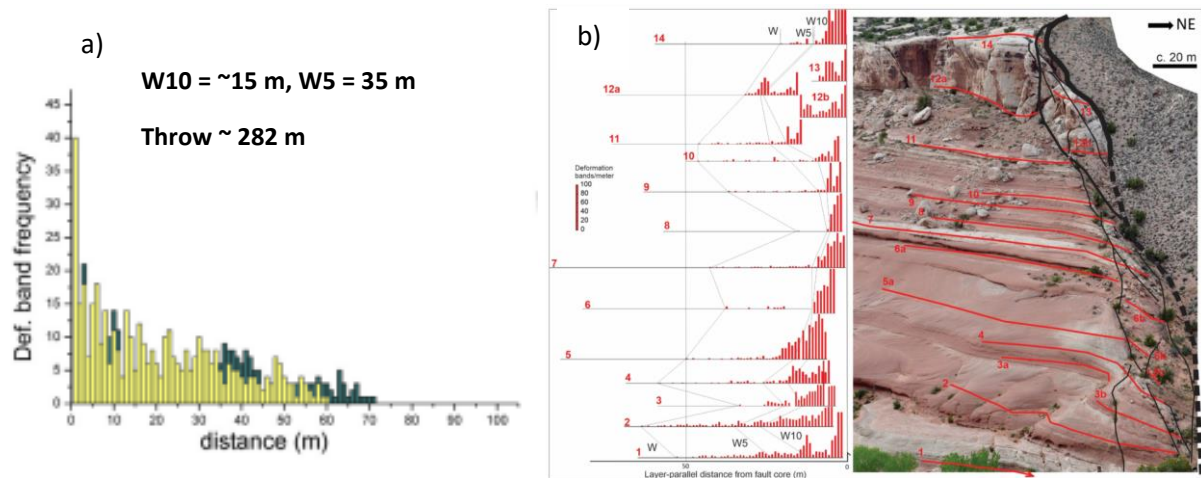 a)
W10 = ~15 m, W5 = 35 m
Throw ~ 282 m
Def. band frequency
45
40
35
30
25
20
15
10
5
0
0 10 20 30 40 50 60 70 80 90 100
distance (m)
b)
W W5 W10
14
13
12a
12b
11
10
9
8
7
6
5
4
3
2
1
Deformation
bands/meter
100
80
60
40
20
0
W W5 W10
50 0
Layer-parallel distance from fault core (m)
NE
c. 20 m
14
12a
13
11
10
9
8
7
6a
6b
5a
4
3a
3b
2
1